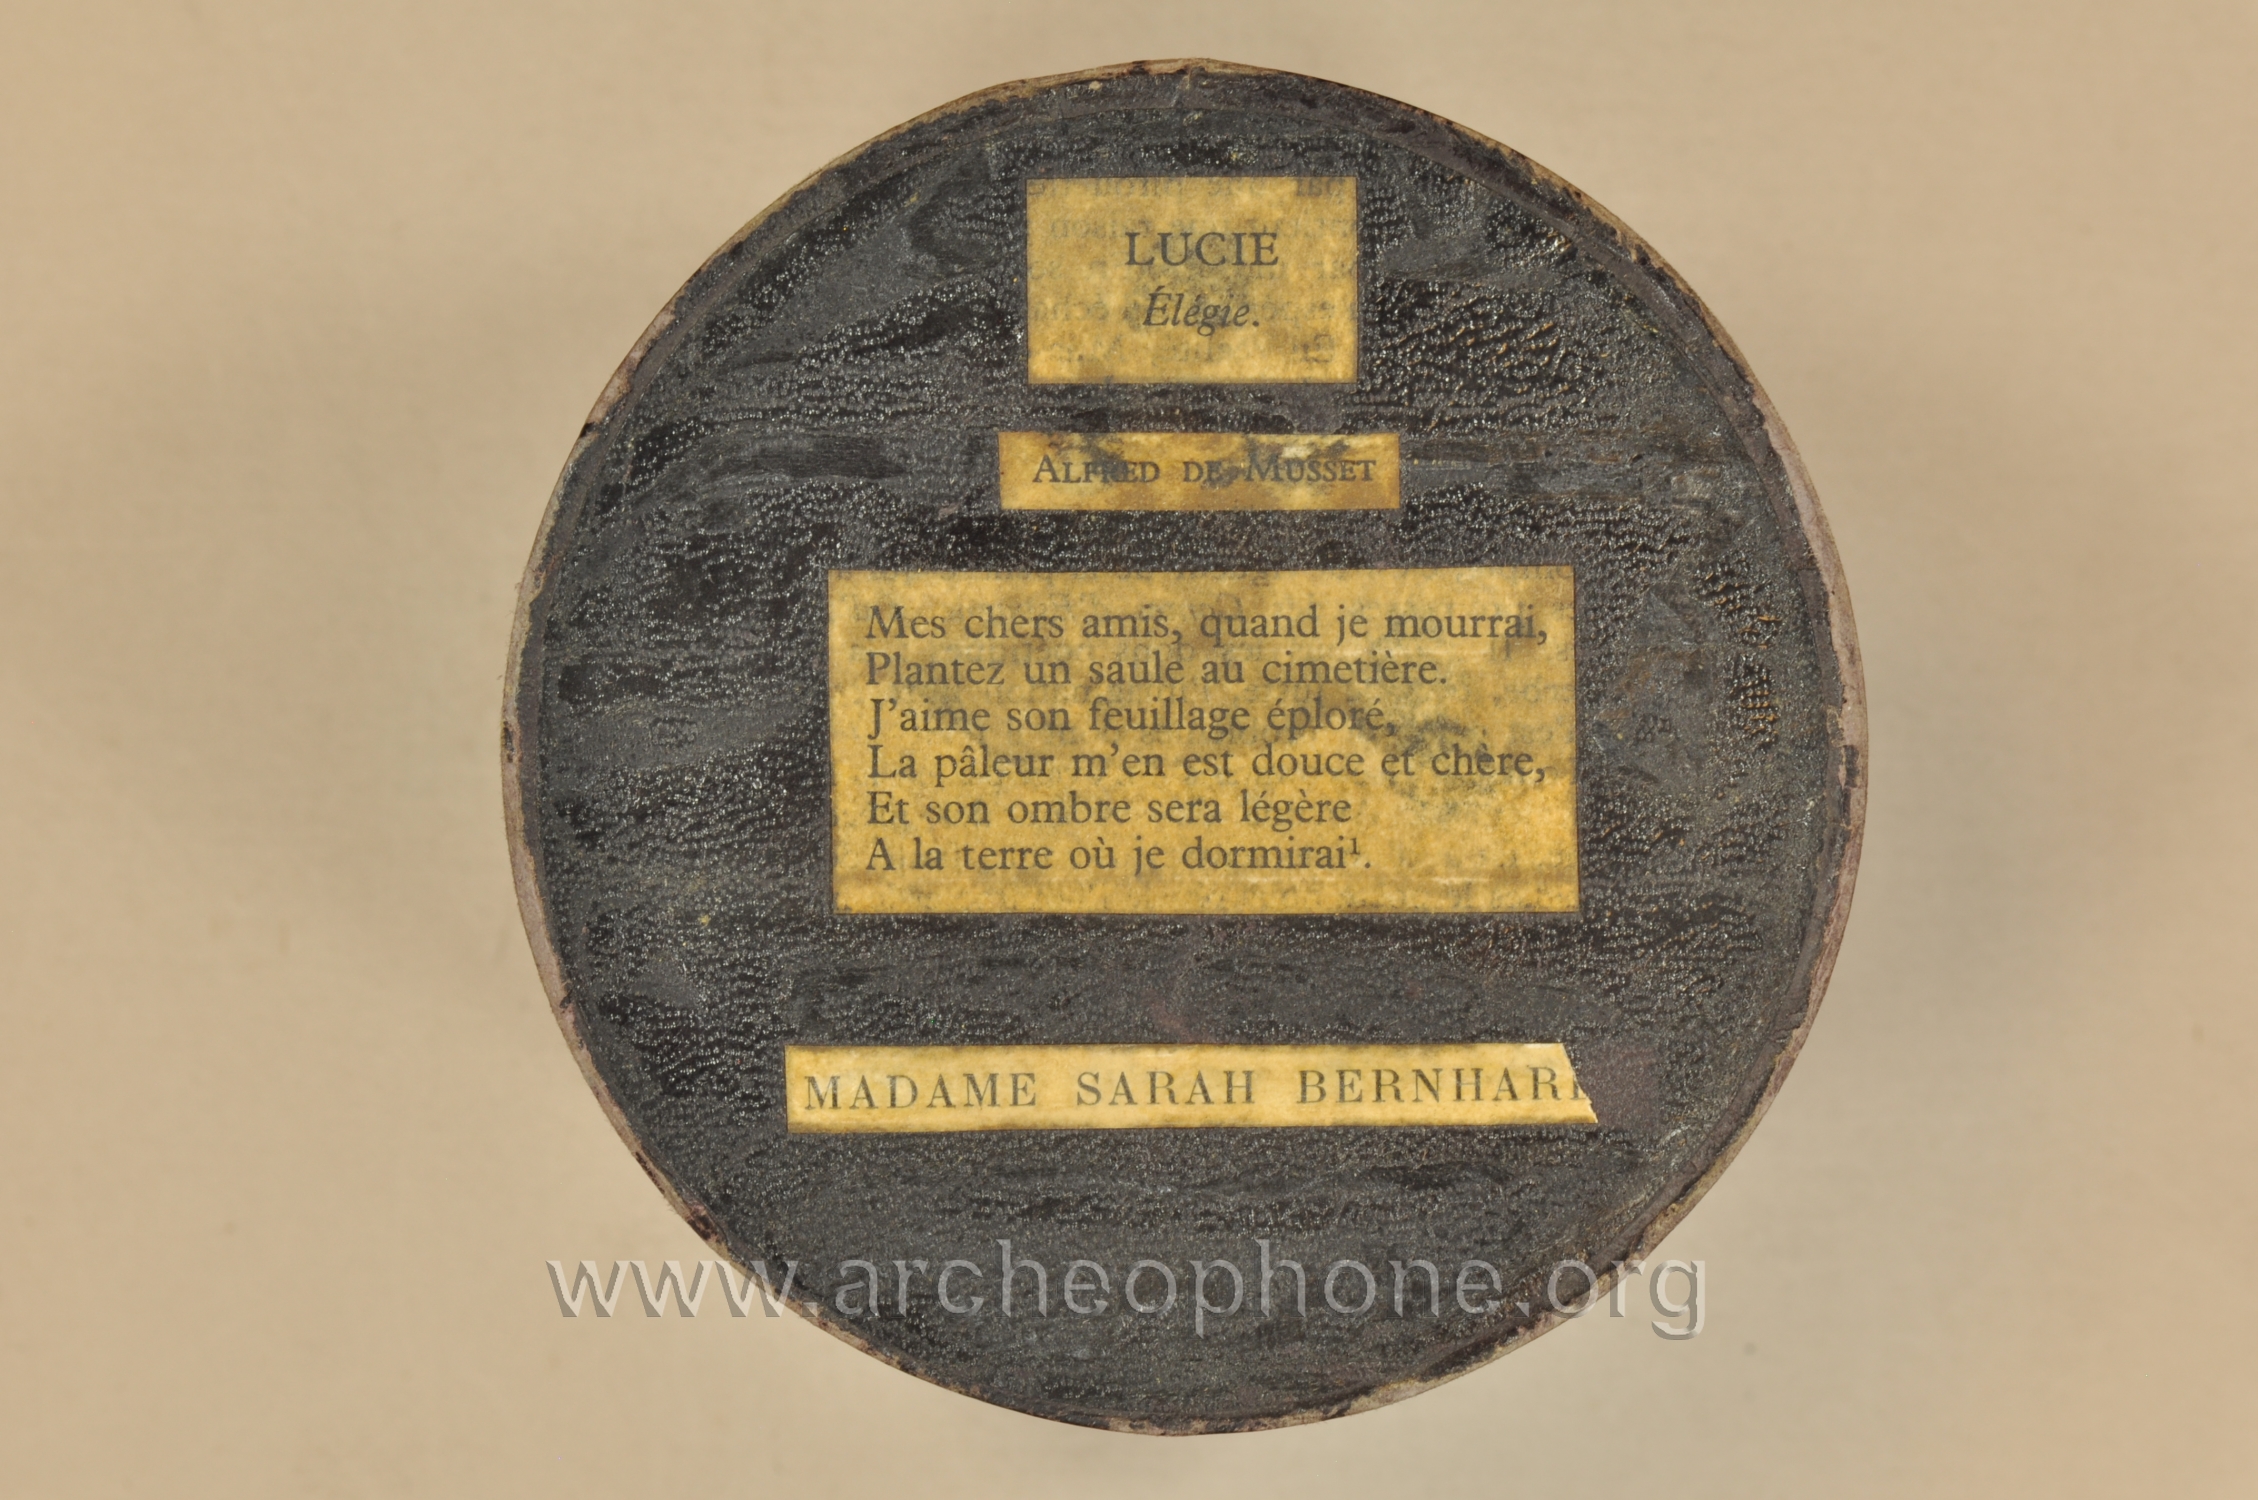 LUCIE
Élégie.
ALFRED DE MUSSET
Mes chers amis, quand je mourrai,
Plantez un saule au cimetière.
J'aime son feuillage éploré,
La pâleur m'en est douce et chère,
Et son ombre sera légère
A la terre où je dormirai¹.
MADAME SARAH BERNHARD
www.archeophone.org